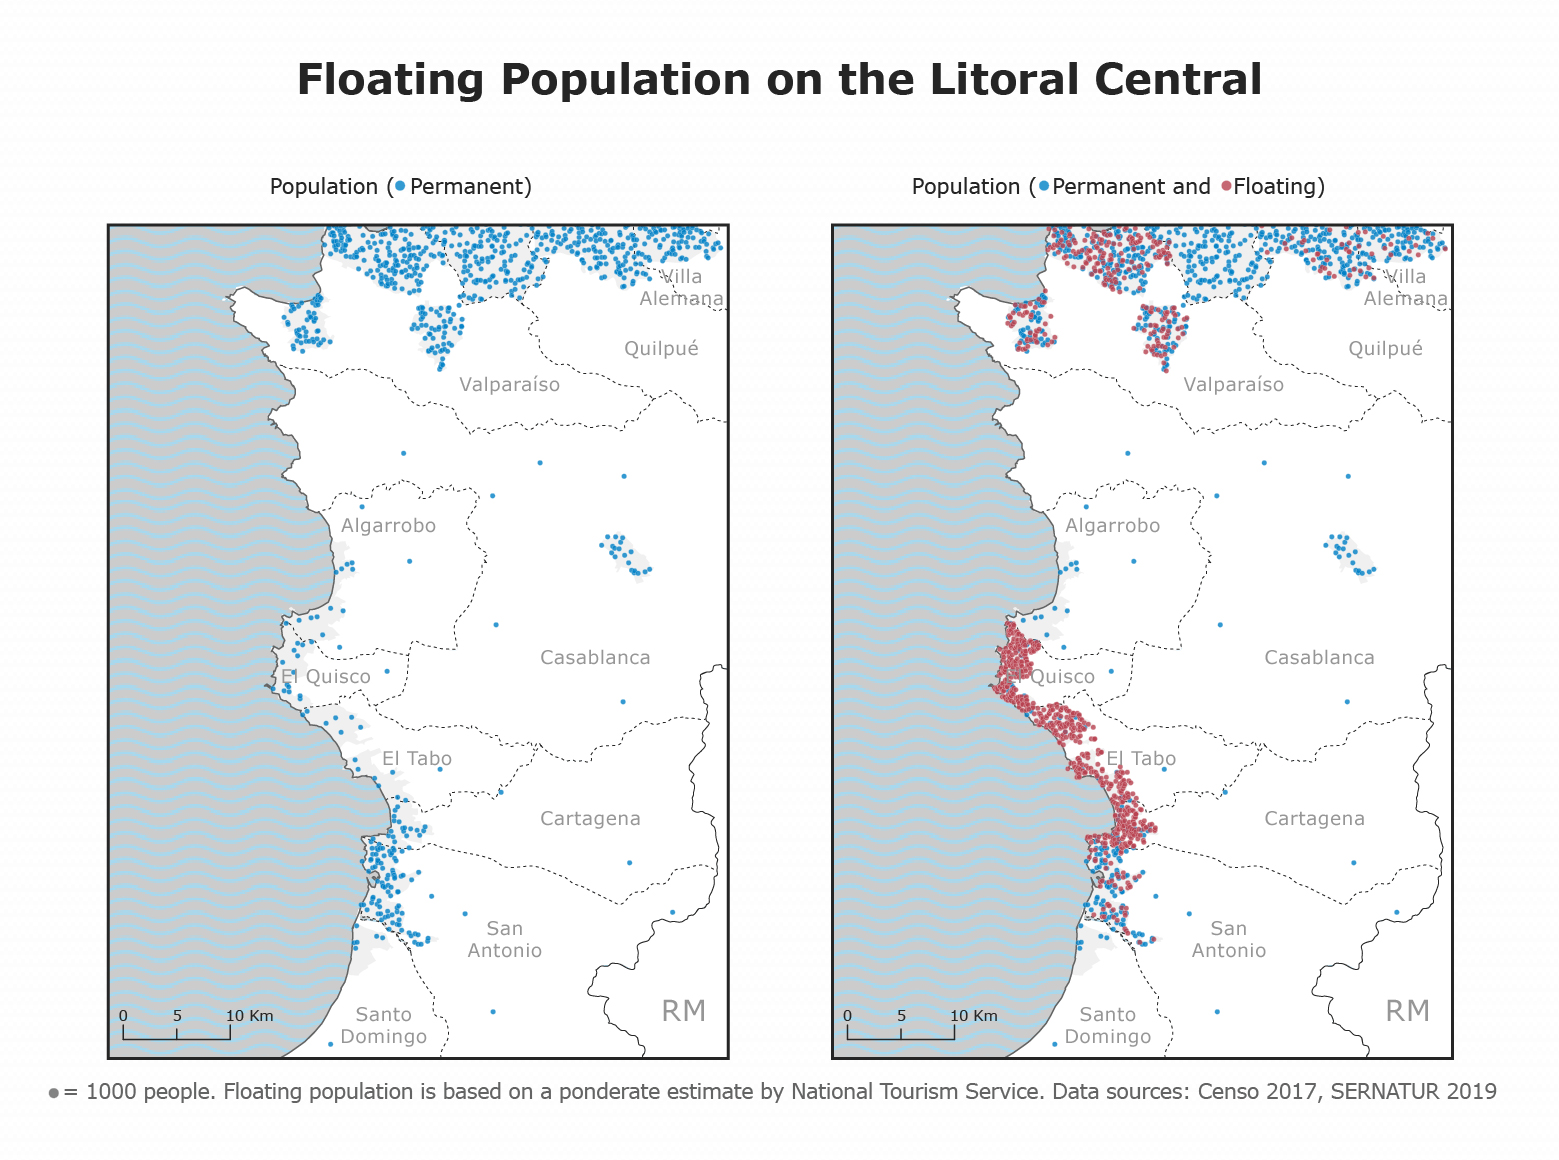 Floating Population on the Litoral Central
Population (● Permanent)
Population (● Permanent and ● Floating)
Villa
Alemana
Quilpué
Valparaíso
Algarrobo
Casablanca
El Quisco
El Tabo
Cartagena
San
Antonio
Santo
Domingo
RM
0 5 10 Km
Villa
Alemana
Quilpué
Valparaíso
Algarrobo
Casablanca
El Quisco
El Tabo
Cartagena
San
Antonio
Santo
Domingo
RM
0 5 10 Km
● = 1000 people. Floating population is based on a ponderate estimate by National Tourism Service. Data sources: Censo 2017, SERNATUR 2019